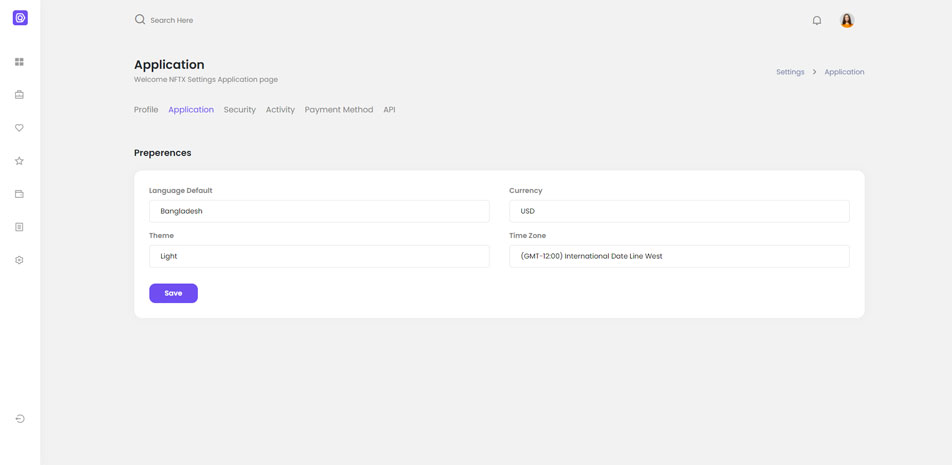 Search Here
Application
Welcome NFTX Settings Application page
Settings > Application
Profile Application Security Activity Payment Method API
Preperences
Language Default
Bangladesh
Currency
USD
Theme
Light
Time Zone
(GMT-12:00) International Date Line West
Save